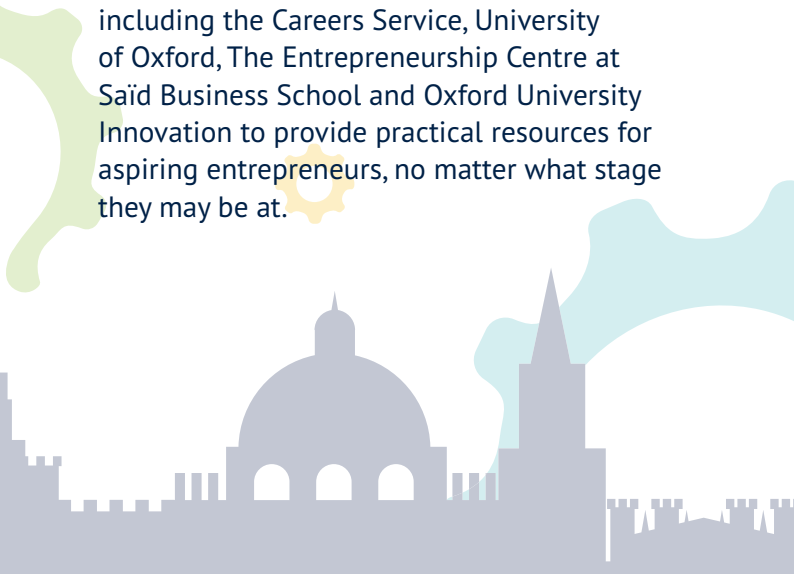 including the Careers Service, University
of Oxford, The Entrepreneurship Centre at
Saïd Business School and Oxford University
Innovation to provide practical resources for
aspiring entrepreneurs, no matter what stage
they may be at.